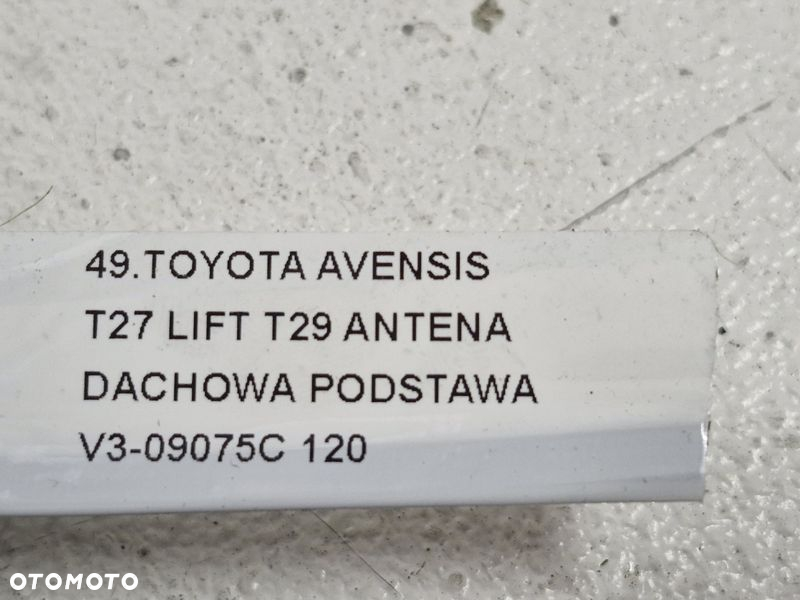 49.TOYOTA AVENSIS
T27 LIFT T29 ANTENA
DACHOWA PODSTAWA
V3-09075C 120
OTOMOTO